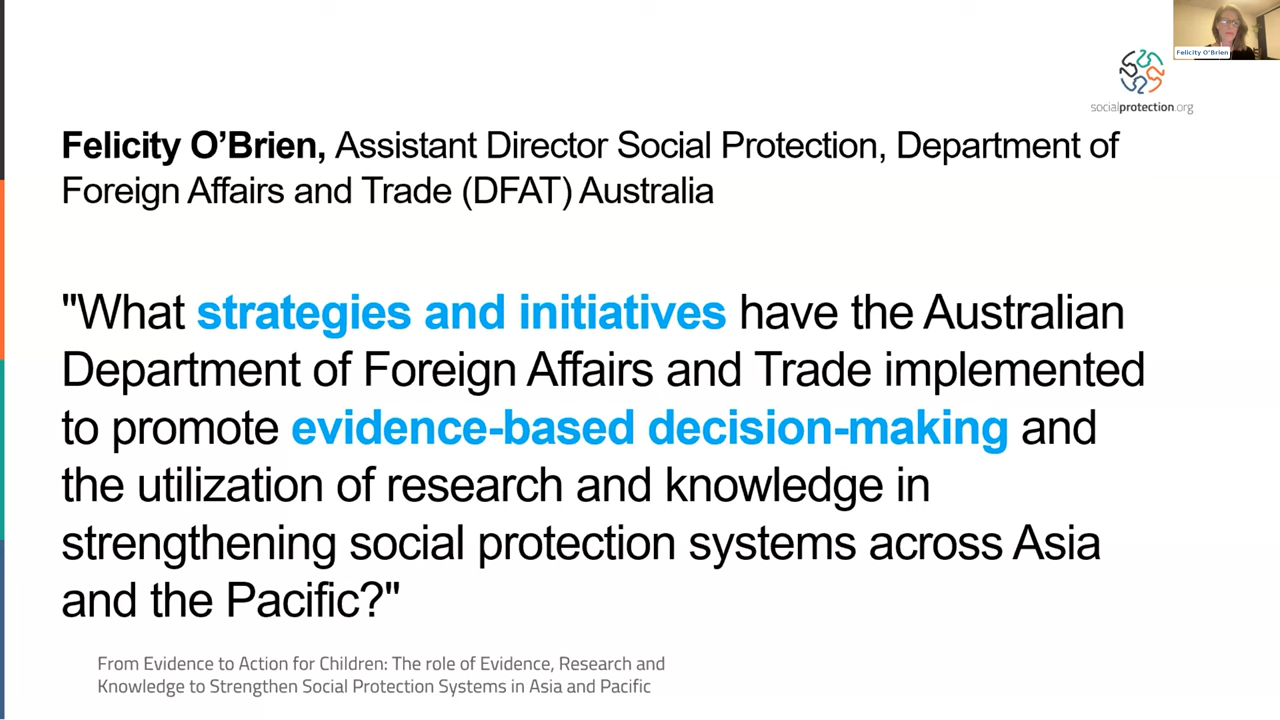 Felicity O'Brien
socialprotection.org
Felicity O’Brien, Assistant Director Social Protection, Department of
Foreign Affairs and Trade (DFAT) Australia
"What strategies and initiatives have the Australian
Department of Foreign Affairs and Trade implemented
to promote evidence-based decision-making and
the utilization of research and knowledge in
strengthening social protection systems across Asia
and the Pacific?"
From Evidence to Action for Children: The role of Evidence, Research and
Knowledge to Strengthen Social Protection Systems in Asia and Pacific